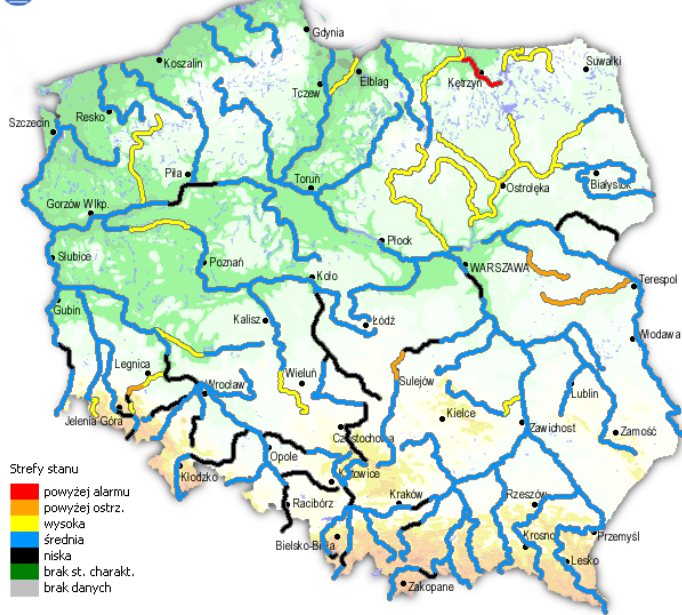 Gdynia
Koszalin
Suwałki
Elbląg
Kętrzyn
Tczew
Resko
Szczecin
Piła
Toruń
Białystok
Ostrołęka
Gorzów Wlkp.
Płock
Słubice
Poznań
WARSZAWA
Koło
Terespol
Gubin
Kalisz
Łódź
Włodawa
Legnica
Wieluń
Sulejów
Wrocław
Lublin
Jelenia Góra
Kielce
Zawichost
Zamość
Częstochowa
Opole
Strefy stanu
Kłodzko
Katowice
powyżej alarmu
Kraków
Rzeszów
powyżej ostrz.
Racibórz
wysoka
Przemyśl
średnia
Krosno
Bielsko-Biała
niska
Lesko
brak st. charakt.
Zakopane
brak danych